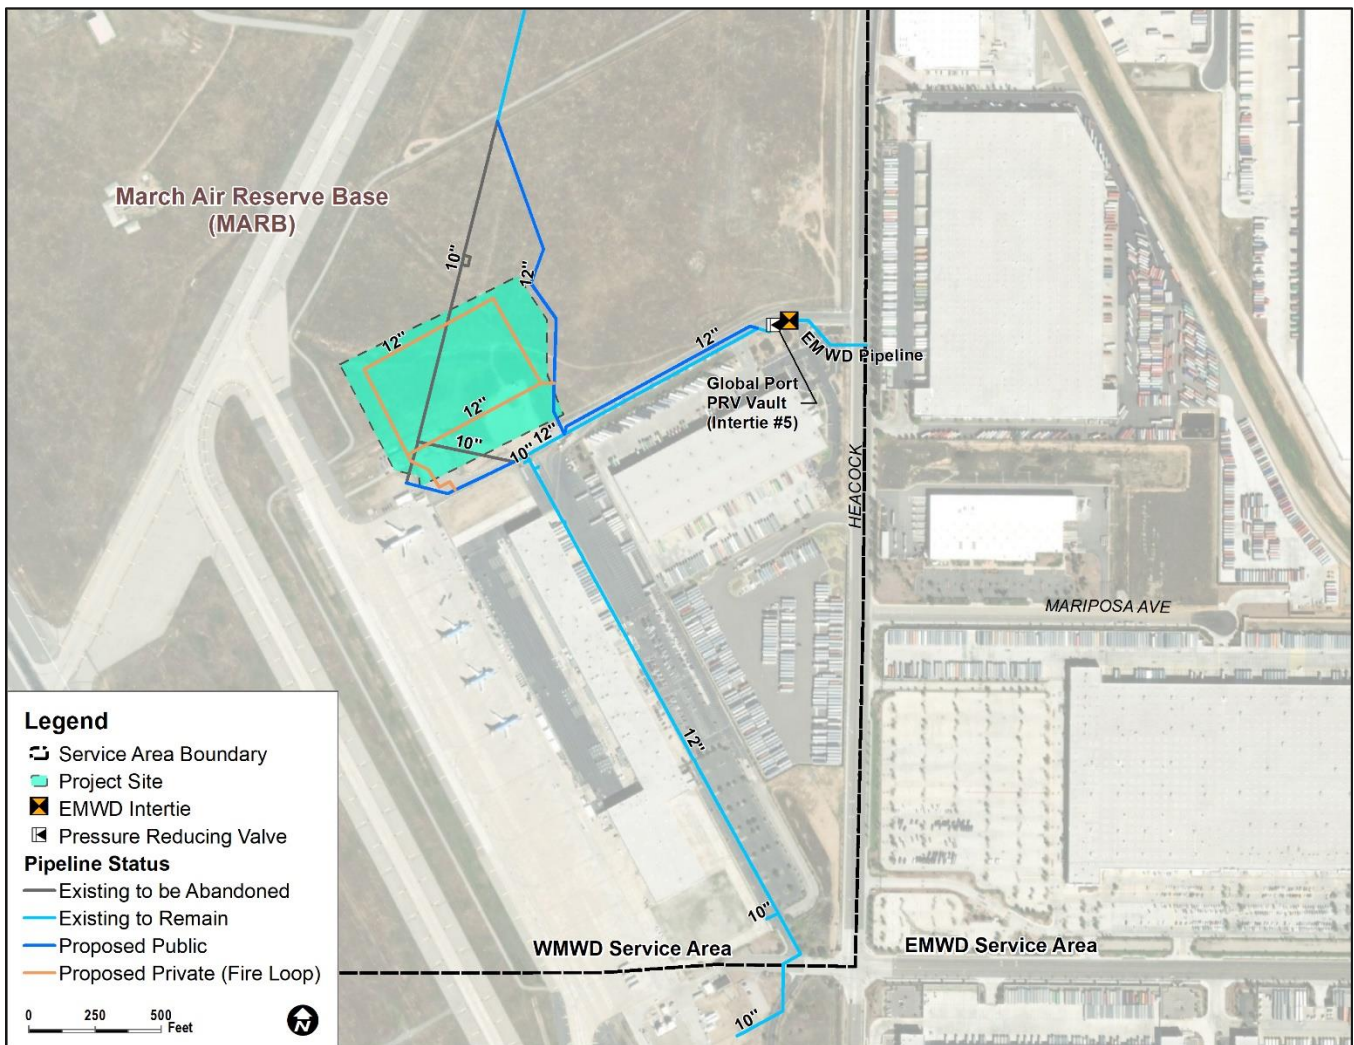 March Air Reserve Base
(MARB)
10"
12"
12"
12"
EMWD Pipeline
Global Port
PRV Vault
(Intertie #5)
12"
10"
12"
10"
HEACOCK
MARIPOSA AVE
12"
10"
WMWD Service Area
EMWD Service Area
10"
Legend
Service Area Boundary
Project Site
EMWD Intertie
Pressure Reducing Valve
Pipeline Status
Existing to be Abandoned
Existing to Remain
Proposed Public
Proposed Private (Fire Loop)
0 250 500
Feet
N